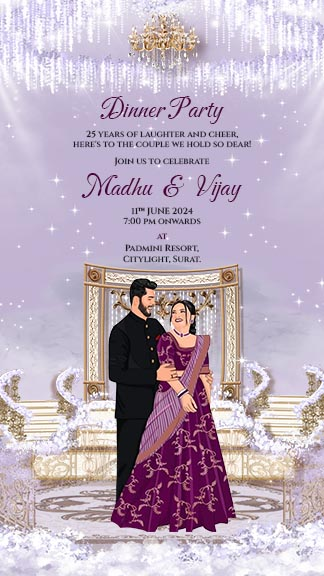 Dinner Party
25 years of laughter and cheer,
here's to the couple we hold so dear!
Join us to celebrate
Madhu & Vijay
11TH JUNE 2024
7:00 PM ONWARDS
AT
Padmini Resort,
Citylight, Surat.